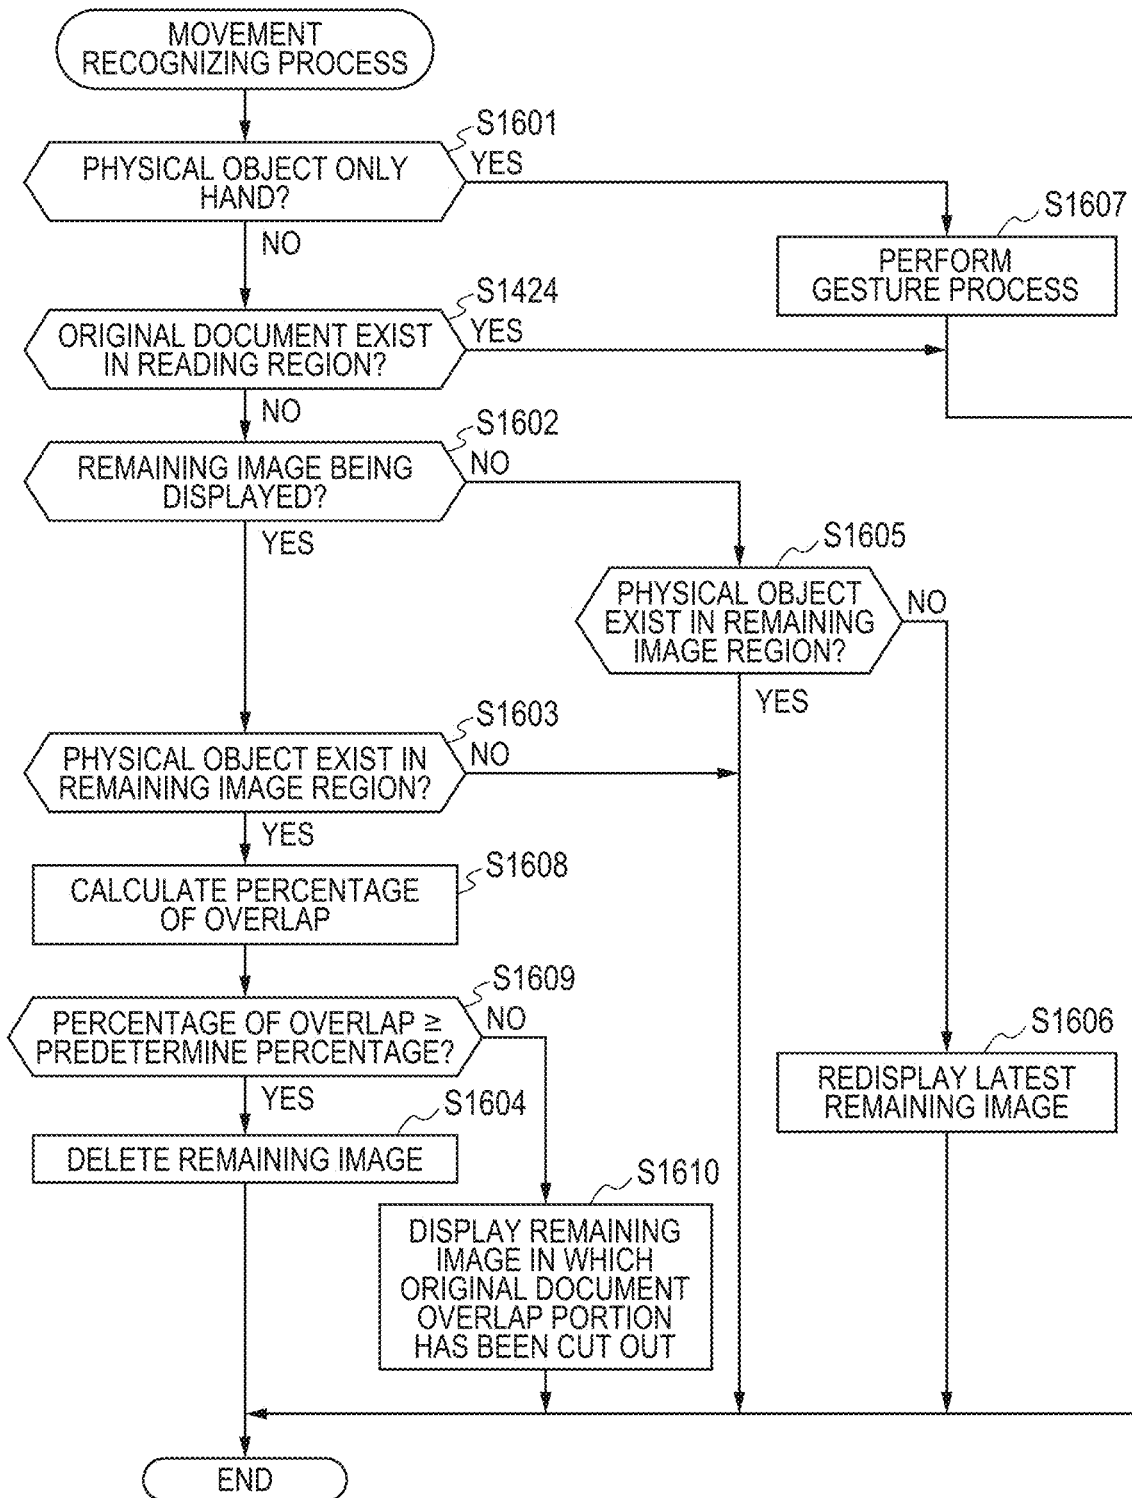 MOVEMENT
RECOGNIZING PROCESS
S1601
PHYSICAL OBJECT ONLY
HAND?
YES
NO
S1607
PERFORM
GESTURE PROCESS
S1424
ORIGINAL DOCUMENT EXIST
IN READING REGION?
YES
NO
S1602
REMAINING IMAGE BEING
DISPLAYED?
NO
YES
S1605
PHYSICAL OBJECT
EXIST IN REMAINING
IMAGE REGION?
NO
YES
S1603
PHYSICAL OBJECT EXIST IN
REMAINING IMAGE REGION?
NO
YES
S1608
CALCULATE PERCENTAGE
OF OVERLAP
S1609
PERCENTAGE OF OVERLAP ≥
PREDETERMINE PERCENTAGE?
NO
YES
S1606
REDISPLAY LATEST
REMAINING IMAGE
S1604
DELETE REMAINING IMAGE
S1610
DISPLAY REMAINING
IMAGE IN WHICH
ORIGINAL DOCUMENT
OVERLAP PORTION
HAS BEEN CUT OUT
END